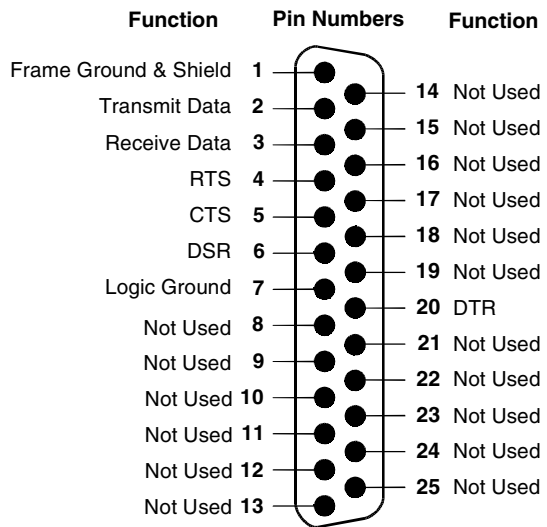 Function Pin Numbers Function
Frame Ground & Shield 1
14 Not Used
Transmit Data 2
15 Not Used
Receive Data 3
16 Not Used
RTS 4
17 Not Used
CTS 5
18 Not Used
DSR 6
19 Not Used
Logic Ground 7
20 DTR
Not Used 8
21 Not Used
Not Used 9
22 Not Used
Not Used 10
23 Not Used
Not Used 11
24 Not Used
Not Used 12
25 Not Used
Not Used 13